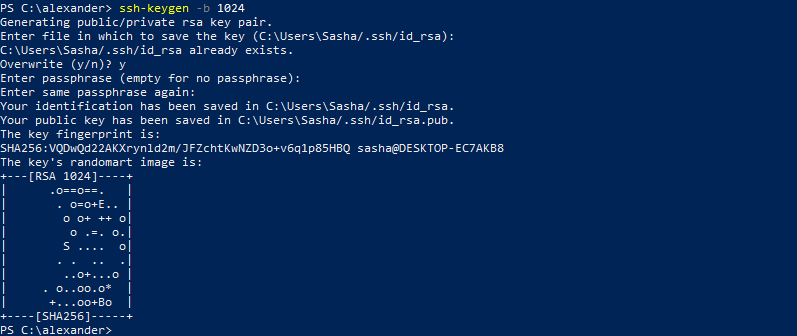 PS C:\alexander> ssh-keygen -b 1024
Generating public/private rsa key pair.
Enter file in which to save the key (C:\Users\Sasha/.ssh/id_rsa):
C:\Users\Sasha/.ssh/id_rsa already exists.
Overwrite (y/n)? y
Enter passphrase (empty for no passphrase):
Enter same passphrase again:
Your identification has been saved in C:\Users\Sasha/.ssh/id_rsa.
Your public key has been saved in C:\Users\Sasha/.ssh/id_rsa.pub.
The key fingerprint is:
SHA256:VQDwQd22AKXrynld2m/JFZchtKwNZD3o+v6q1p85HBQ sasha@DESKTOP-EC7AKB8
The key's randomart image is:
+---[RSA 1024]----+
|      .o==o==.   |
|       . o=o+E.. |
|        o o+ ++ o|
|         o .=. o.|
|        S ....  o|
|       . .  ..  .|
|        ..o+...o |
|     . o..oo.o*  |
|      +...oo+Bo  |
+----[SHA256]-----+
PS C:\alexander>